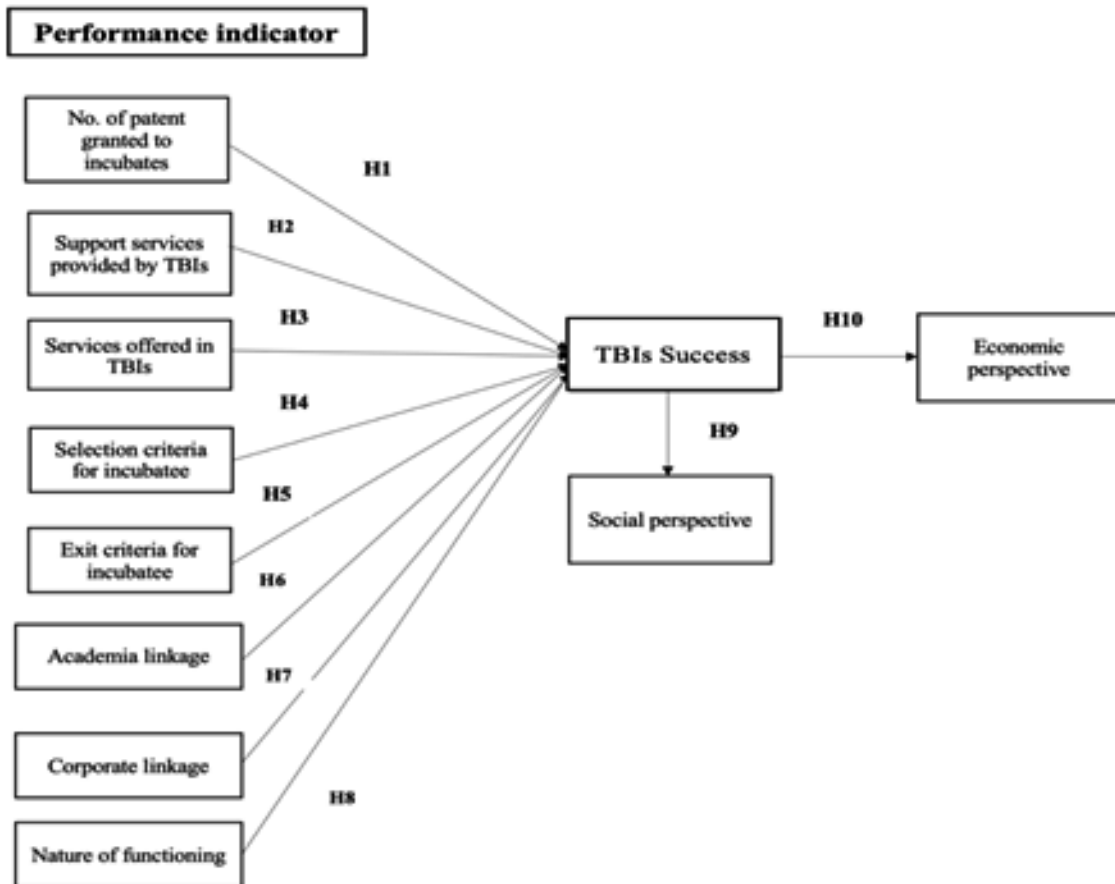 Performance indicator
No. of patent
granted to
incubates
H1
Support services
provided by TBIs
H2
Services offered in
TBIs
H3
Selection criteria
for incubatee
H4
Exit criteria for
incubatee
H5
Academia linkage
H6
Corporate linkage
H7
Nature of functioning
H8
TBIs Success
H10
Economic
perspective
H9
Social perspective